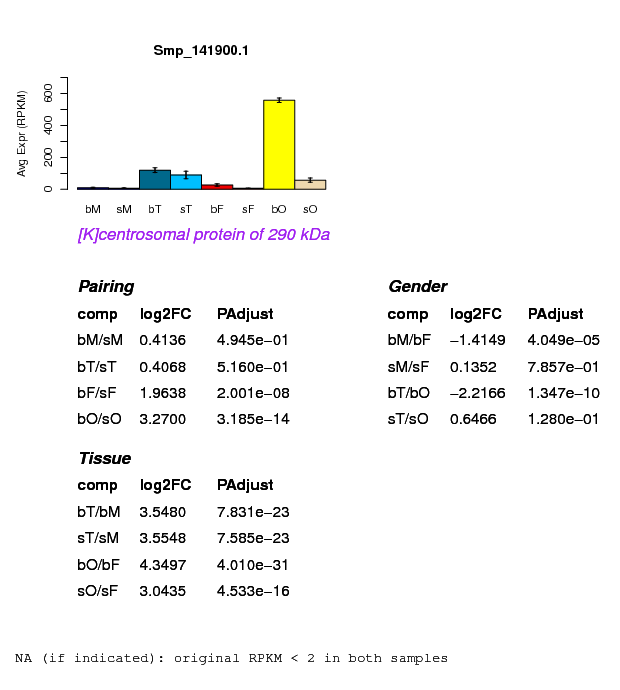 Smp_141900.1
Avg Expr (RPKM)
0 200 400 600
bM sM bT sT bF sF bO sO
[K]centrosomal protein of 290 kDa
Pairing
comp log2FC PAdjust
bM/sM 0.4136 4.945e−01
bT/sT 0.4068 5.160e−01
bF/sF 1.9638 2.001e−08
bO/sO 3.2700 3.185e−14
Gender
comp log2FC PAdjust
bM/bF −1.4149 4.049e−05
sM/sF 0.1352 7.857e−01
bT/bO −2.2166 1.347e−10
sT/sO 0.6466 1.280e−01
Tissue
comp log2FC PAdjust
bT/bM 3.5480 7.831e−23
sT/sM 3.5548 7.585e−23
bO/bF 4.3497 4.010e−31
sO/sF 3.0435 4.533e−16
NA (if indicated): original RPKM < 2 in both samples